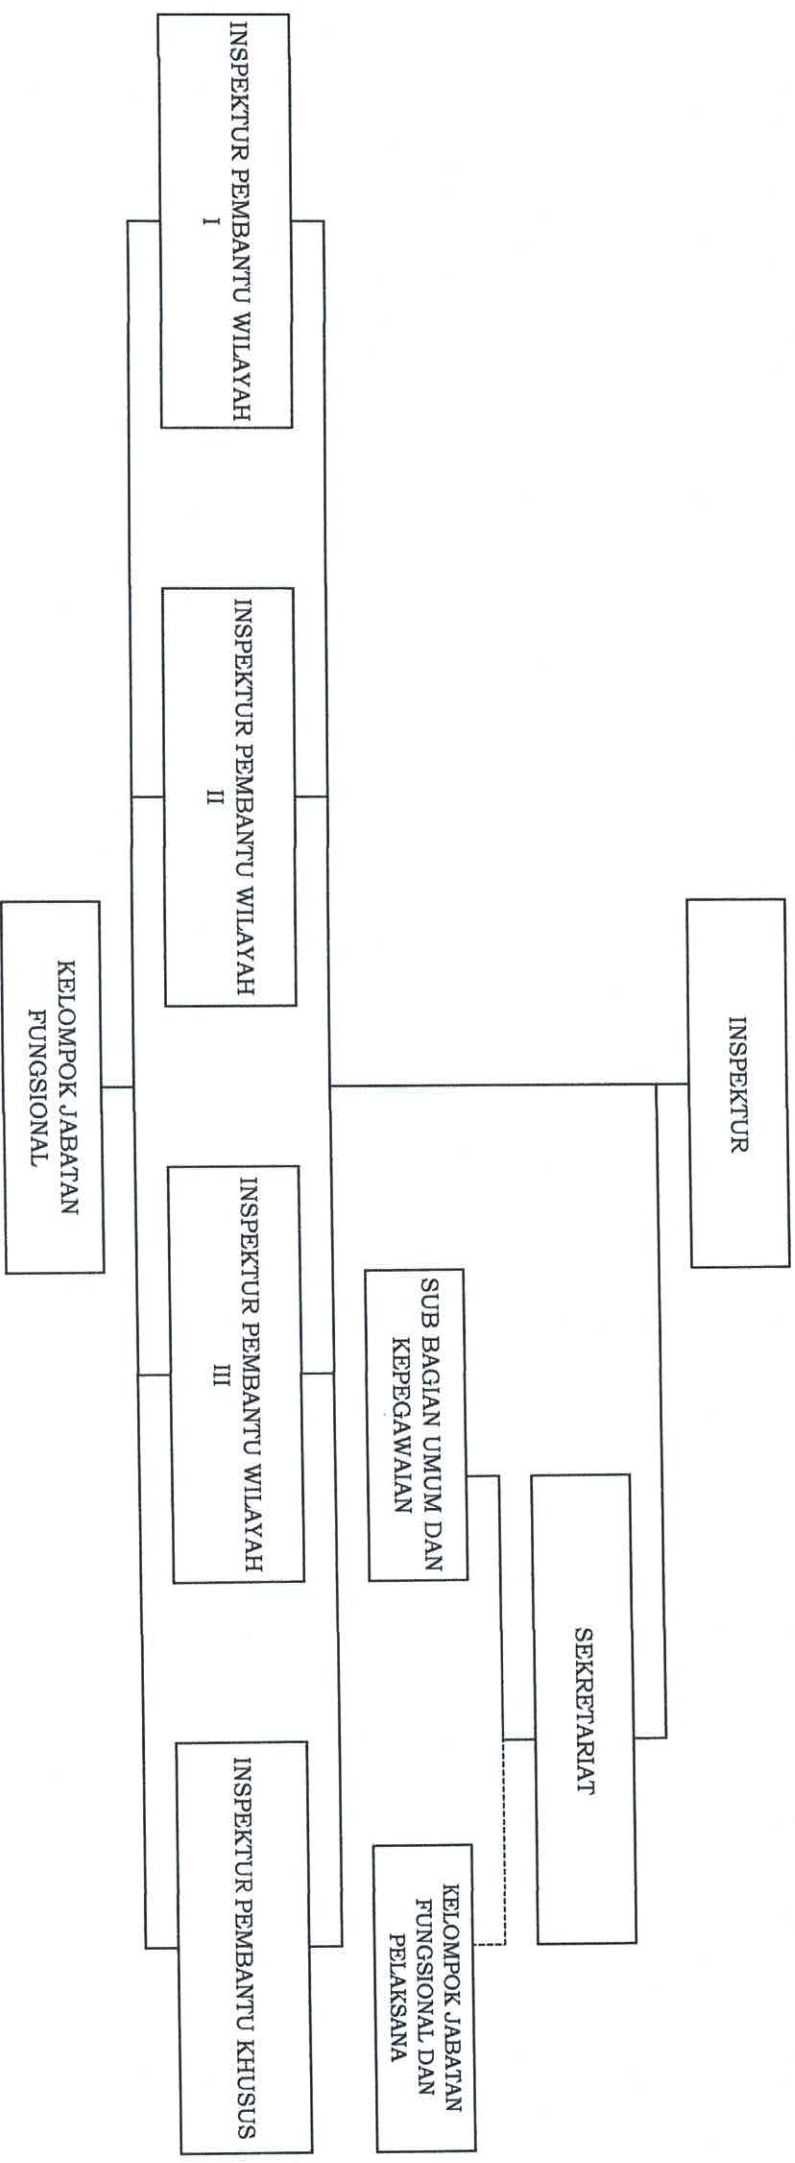 INSPEKTUR
SEKRETARIAT
SUB BAGIAN UMUM DAN
KEPEGAWAIAN
KELOMPOK JABATAN
FUNGSIONAL DAN
PELAKSANA
INSPEKTUR PEMBANTU WILAYAH
I
INSPEKTUR PEMBANTU WILAYAH
II
INSPEKTUR PEMBANTU WILAYAH
III
INSPEKTUR PEMBANTU KHUSUS
KELOMPOK JABATAN
FUNGSIONAL